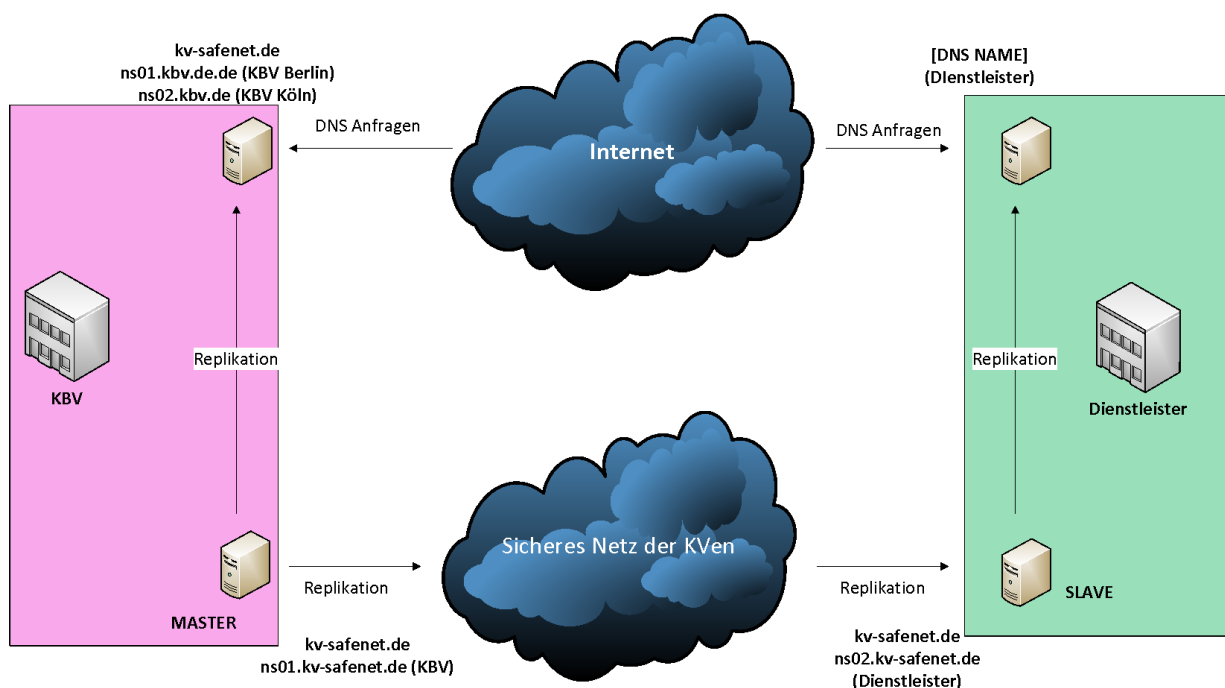 kv-safenet.de
ns01.kbv.de.de (KBV Berlin)
ns02.kbv.de (KBV Köln)
[DNS NAME]
(DIenstleister)
DNS Anfragen
Internet
DNS Anfragen
KBV
Replikation
Replikation
Dienstleister
MASTER
Replikation
Sicheres Netz der KVen
Replikation
SLAVE
kv-safenet.de
ns01.kv-safenet.de (KBV)
kv-safenet.de
ns02.kv-safenet.de
(Dienstleister)